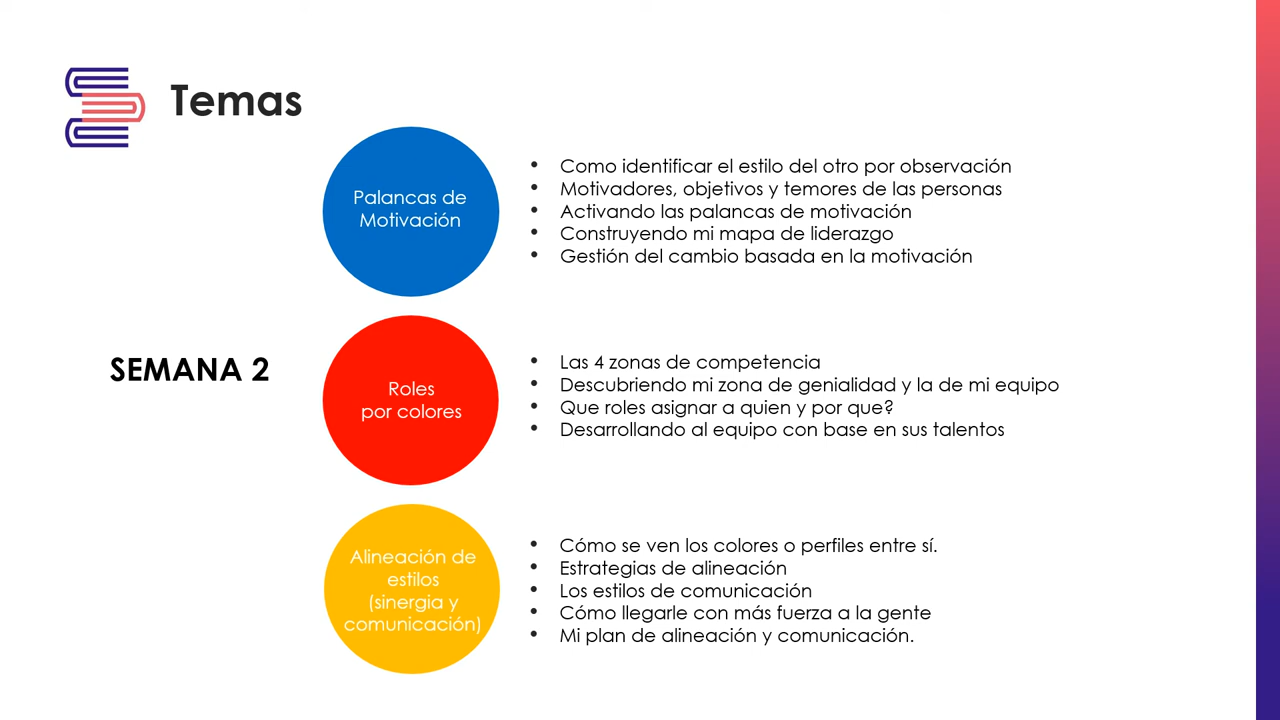 Temas
SEMANA 2
Palancas de
Motivación
• Como identificar el estilo del otro por observación
• Motivadores, objetivos y temores de las personas
• Activando las palancas de motivación
• Construyendo mi mapa de liderazgo
• Gestión del cambio basada en la motivación
Roles
por colores
• Las 4 zonas de competencia
• Descubriendo mi zona de genialidad y la de mi equipo
• Que roles asignar a quien y por que?
• Desarrollando al equipo con base en sus talentos
Alineación de
estilos
(sinergia y
comunicación)
• Cómo se ven los colores o perfiles entre sí.
• Estrategias de alineación
• Los estilos de comunicación
• Cómo llegarle con más fuerza a la gente
• Mi plan de alineación y comunicación.